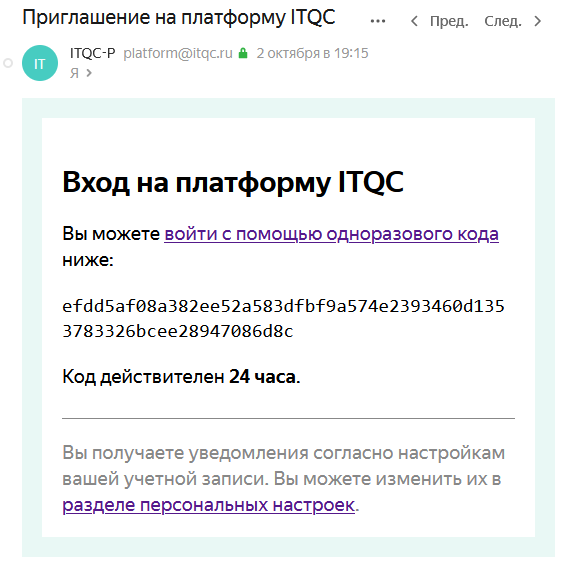 Приглашение на платформу ITQC
··· < Пред. След. >
IT
ITQC-P platform@itqc.ru 2 октября в 19:15
Я >
Вход на платформу ITQC
Вы можете войти с помощью одноразового кода
ниже:
efdd5af08a382ee52a583dfbf9a574e2393460d135
3783326bcee28947086d8c
Код действителен 24 часа.
Вы получаете уведомления согласно настройкам
вашей учетной записи. Вы можете изменить их в
разделе персональных настроек.